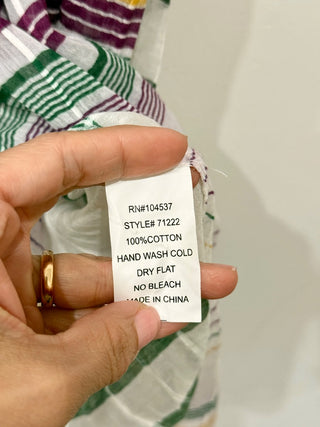 RN#104537
STYLE# 71222
100%COTTON
HAND WASH COLD
DRY FLAT
NO BLEACH
MADE IN CHINA